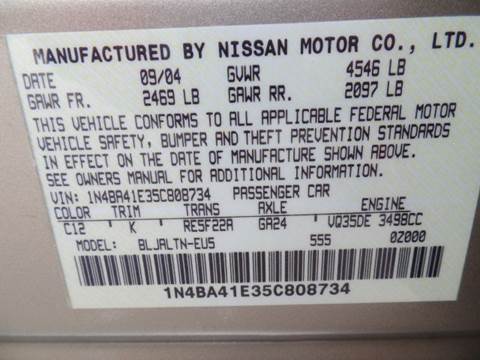 MANUFACTURED BY NISSAN MOTOR CO., LTD.
DATE 09/04 GVWR 4546 LB
GAWR FR. 2469 LB GAWR RR. 2097 LB
THIS VEHICLE CONFORMS TO ALL APPLICABLE FEDERAL MOTOR
VEHICLE SAFETY, BUMPER AND THEFT PREVENTION STANDARDS
IN EFFECT ON THE DATE OF MANUFACTURE SHOWN ABOVE.
SEE OWNERS MANUAL FOR ADDITIONAL INFORMATION.
VIN: 1N4BA41E35C808734 PASSENGER CAR
COLOR TRIM TRANS AXLE ENGINE
C12 K RE5F22A GA24 VQ35DE 3498CC
MODEL: BLJALTN-EU5 555 0Z000
1N4BA41E35C808734